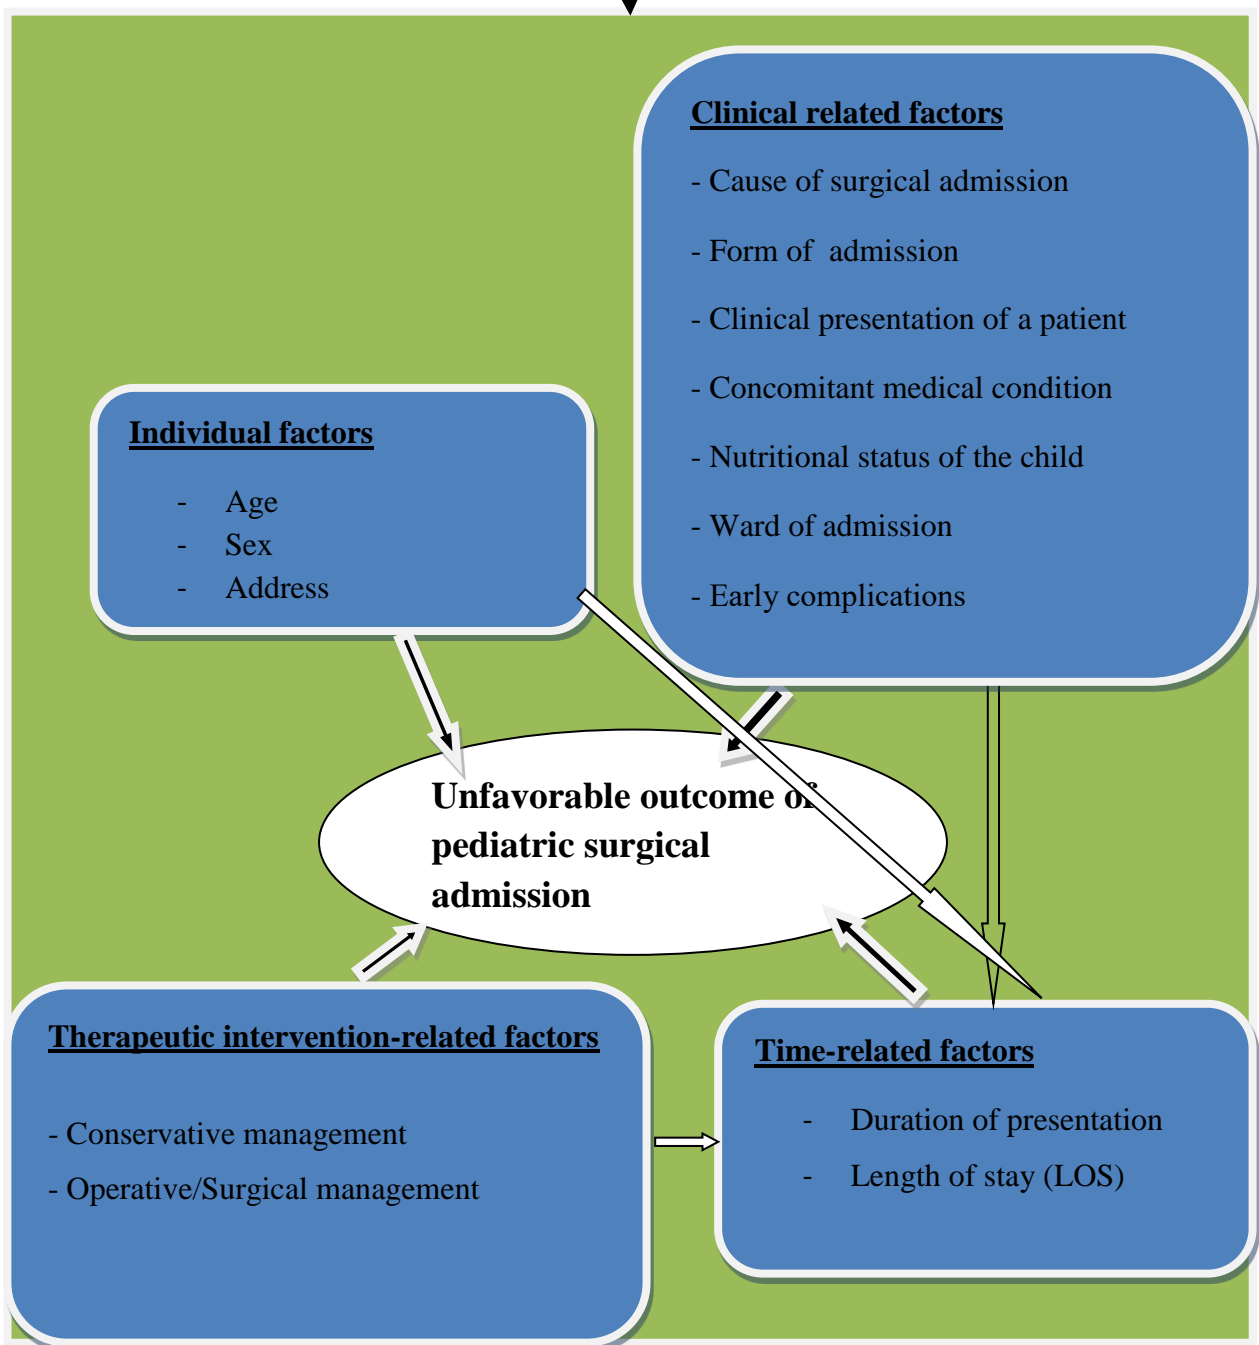 Clinical related factors
- Cause of surgical admission
- Form of  admission
- Clinical presentation of a patient
- Concomitant medical condition
- Nutritional status of the child
- Ward of admission
- Early complications
Individual factors
- Age
- Sex
- Address
Unfavorable outcome of
pediatric surgical
admission
Therapeutic intervention-related factors
- Conservative management
- Operative/Surgical management
Time-related factors
- Duration of presentation
- Length of stay (LOS)